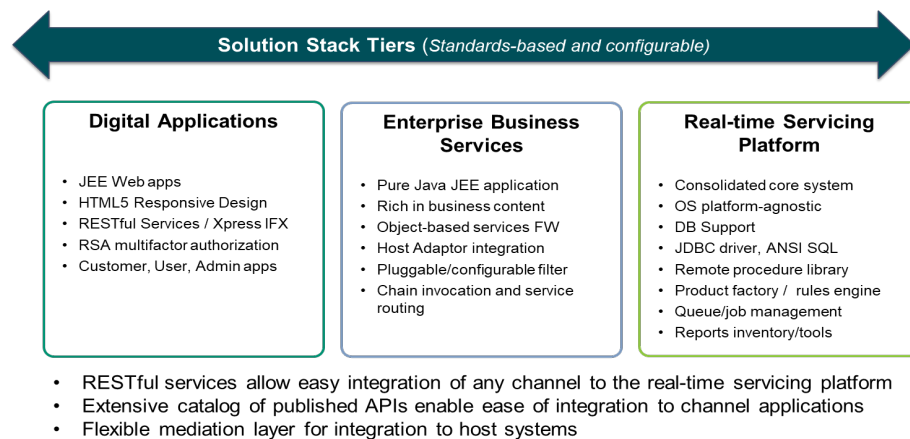 Solution Stack Tiers (Standards-based and configurable)
Digital Applications
• JEE Web apps
• HTML5 Responsive Design
• RESTful Services / Xpress IFX
• RSA multifactor authorization
• Customer, User, Admin apps
Enterprise Business
Services
• Pure Java JEE application
• Rich in business content
• Object-based services FW
• Host Adaptor integration
• Pluggable/configurable filter
• Chain invocation and service
routing
Real-time Servicing
Platform
• Consolidated core system
• OS platform-agnostic
• DB Support
• JDBC driver, ANSI SQL
• Remote procedure library
• Product factory / rules engine
• Queue/job management
• Reports inventory/tools
• RESTful services allow easy integration of any channel to the real-time servicing platform
• Extensive catalog of published APIs enable ease of integration to channel applications
• Flexible mediation layer for integration to host systems